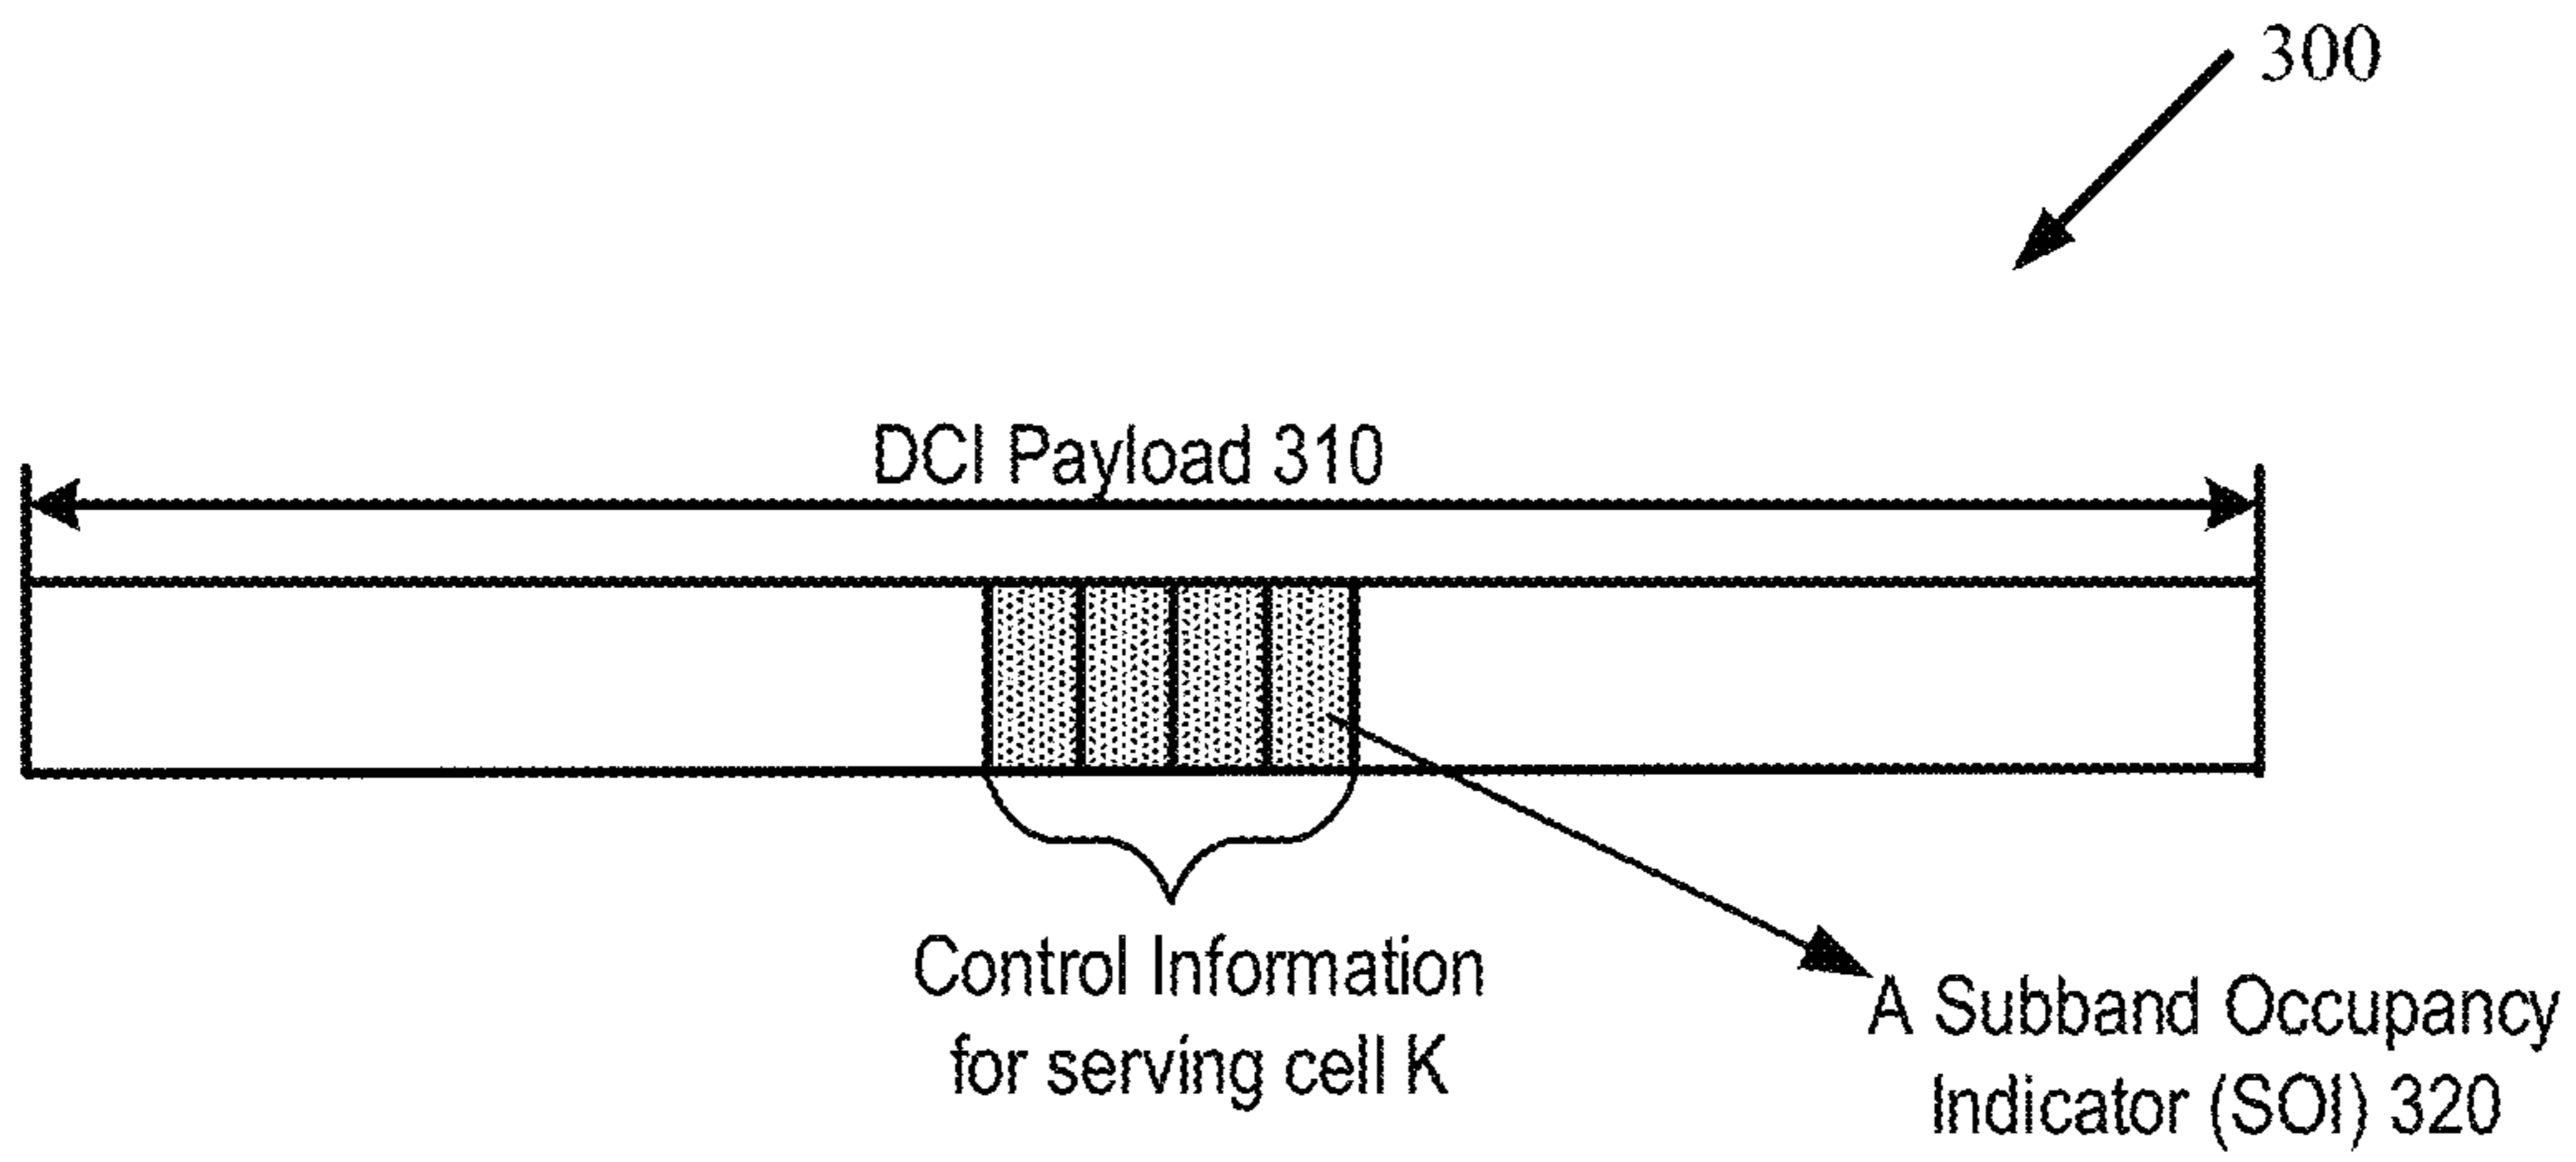 300
DCI Payload 310
Control Information
for serving cell K
A Subband Occupancy
Indicator (SOI) 320